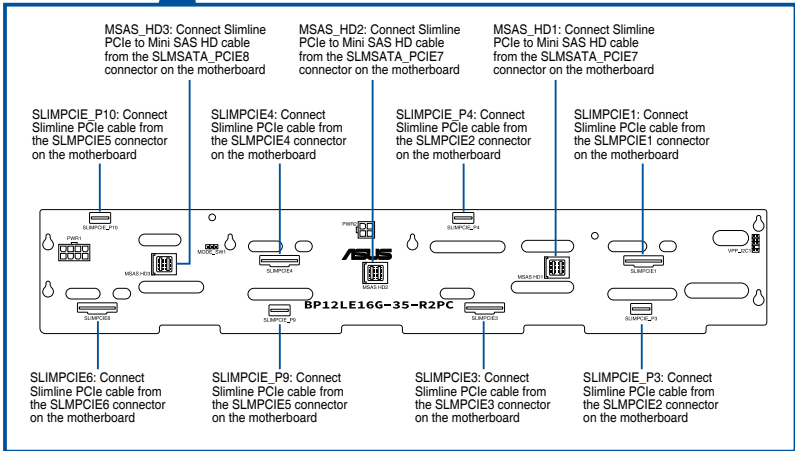 MSAS_HD3: Connect Slimline
PCIe to Mini SAS HD cable
from the SLMSATA_PCIE8
connector on the motherboard
MSAS_HD2: Connect Slimline
PCIe to Mini SAS HD cable
from the SLMSATA_PCIE7
connector on the motherboard
MSAS_HD1: Connect Slimline
PCIe to Mini SAS HD cable
from the SLMSATA_PCIE7
connector on the motherboard
SLIMPCIE_P10: Connect
Slimline PCIe cable from
the SLMPCIE5 connector
on the motherboard
SLIMPCIE4: Connect
Slimline PCIe cable from
the SLMPCIE4 connector
on the motherboard
SLIMPCIE_P4: Connect
Slimline PCIe cable from
the SLMPCIE2 connector
on the motherboard
SLIMPCIE1: Connect
Slimline PCIe cable from
the SLMPCIE1 connector
on the motherboard
SLIMPCIE_P10
SLIMPCIE_P4
PWR1
MODE_SW1
PWR2
VPP_I2C1
ASUS
MSAS HD3
SLIMPCIE4
MSAS HD2
MSAS HD1
SLIMPCIE1
BP12LE16G-35-R2PC
SLIMPCIE6
SLIMPCIE_P9
SLIMPCIE3
SLIMPCIE_P3
SLIMPCIE6: Connect
Slimline PCIe cable from
the SLMPCIE6 connector
on the motherboard
SLIMPCIE_P9: Connect
Slimline PCIe cable from
the SLMPCIE5 connector
on the motherboard
SLIMPCIE3: Connect
Slimline PCIe cable from
the SLMPCIE3 connector
on the motherboard
SLIMPCIE_P3: Connect
Slimline PCIe cable from
the SLMPCIE2 connector
on the motherboard